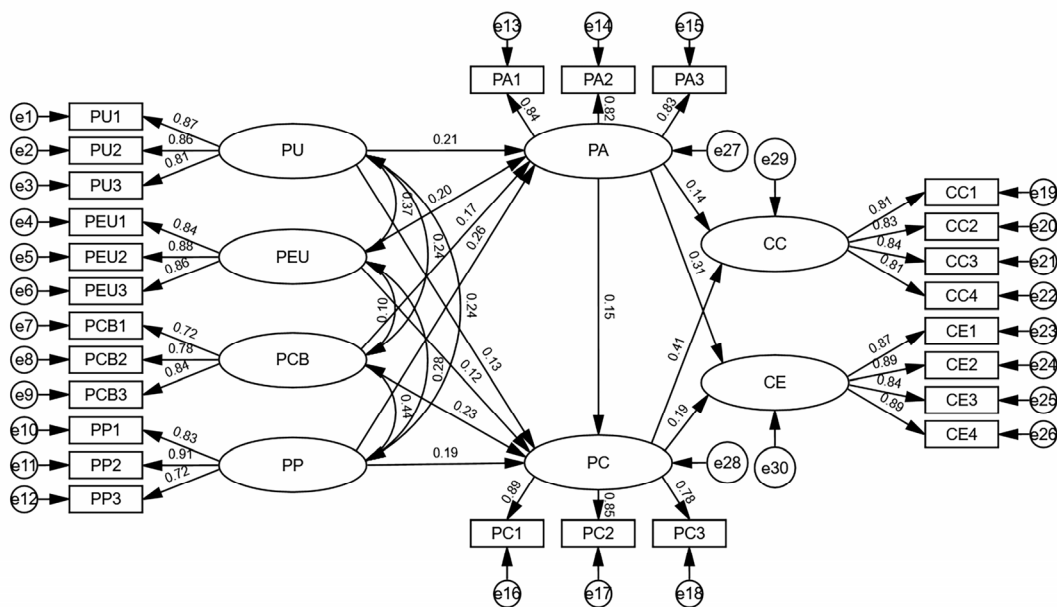 e13 e14 e15
PA1 PA2 PA3
0.84 0.82 0.83
e1 PU1 0.87
e2 PU2 0.86 PU 0.21 PA e27
e3 PU3 0.81
e29
e4 PEU1 0.84
e5 PEU2 0.88 PEU
e6 PEU3 0.86
0.20 0.37 0.17 0.24 0.26
0.14 0.31
CC
0.81 CC1 e19
0.83 CC2 e20
0.84 CC3 e21
0.81 CC4 e22
e7 PCB1 0.72
e8 PCB2 0.78 PCB
e9 PCB3 0.84
0.10 0.24 0.28 0.12 0.13
0.15
0.41 0.19
CE
0.87 CE1 e23
0.89 CE2 e24
0.84 CE3 e25
0.89 CE4 e26
e10 PP1 0.83
e11 PP2 0.91 PP 0.19 PC e28
e12 PP3 0.72
0.44 0.23
e30
0.89 0.85 0.78
PC1 PC2 PC3
e16 e17 e18